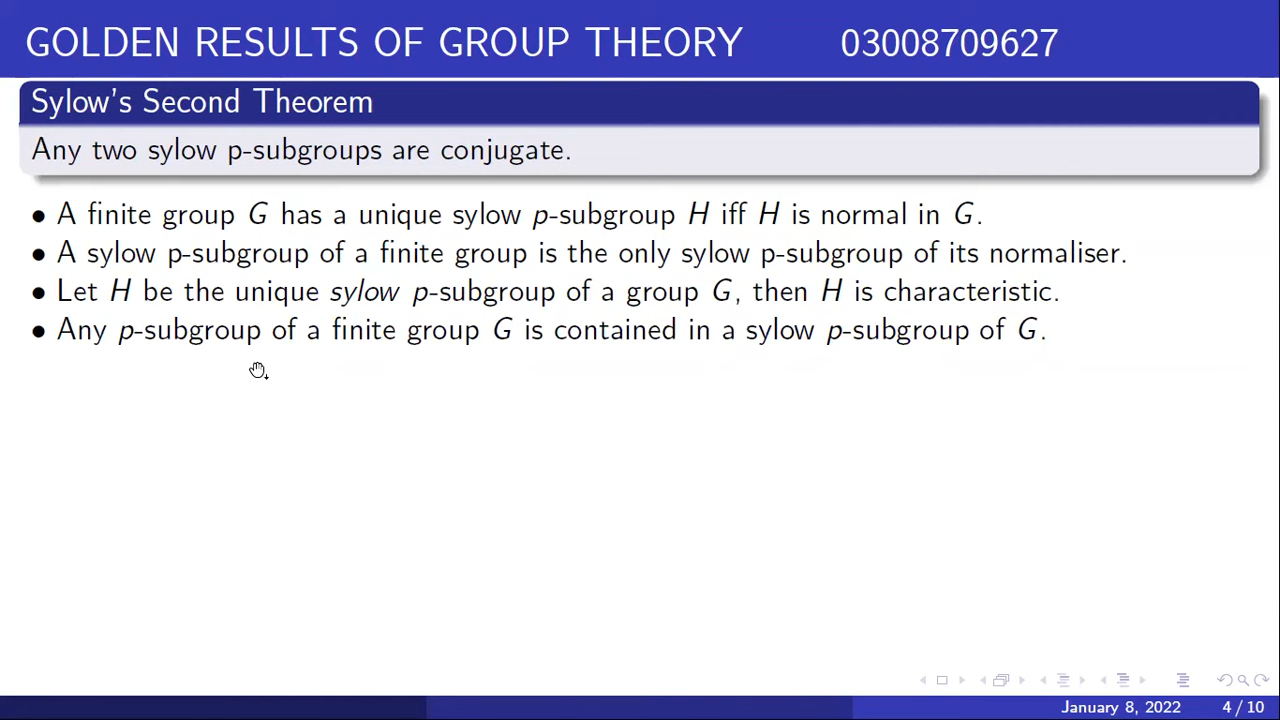 GOLDEN RESULTS OF GROUP THEORY 03008709627
Sylow's Second Theorem
Any two sylow p-subgroups are conjugate.
• A finite group G has a unique sylow p-subgroup H iff H is normal in G.
• A sylow p-subgroup of a finite group is the only sylow p-subgroup of its normaliser.
• Let H be the unique sylow p-subgroup of a group G, then H is characteristic.
• Any p-subgroup of a finite group G is contained in a sylow p-subgroup of G.
January 8, 2022 4 / 10